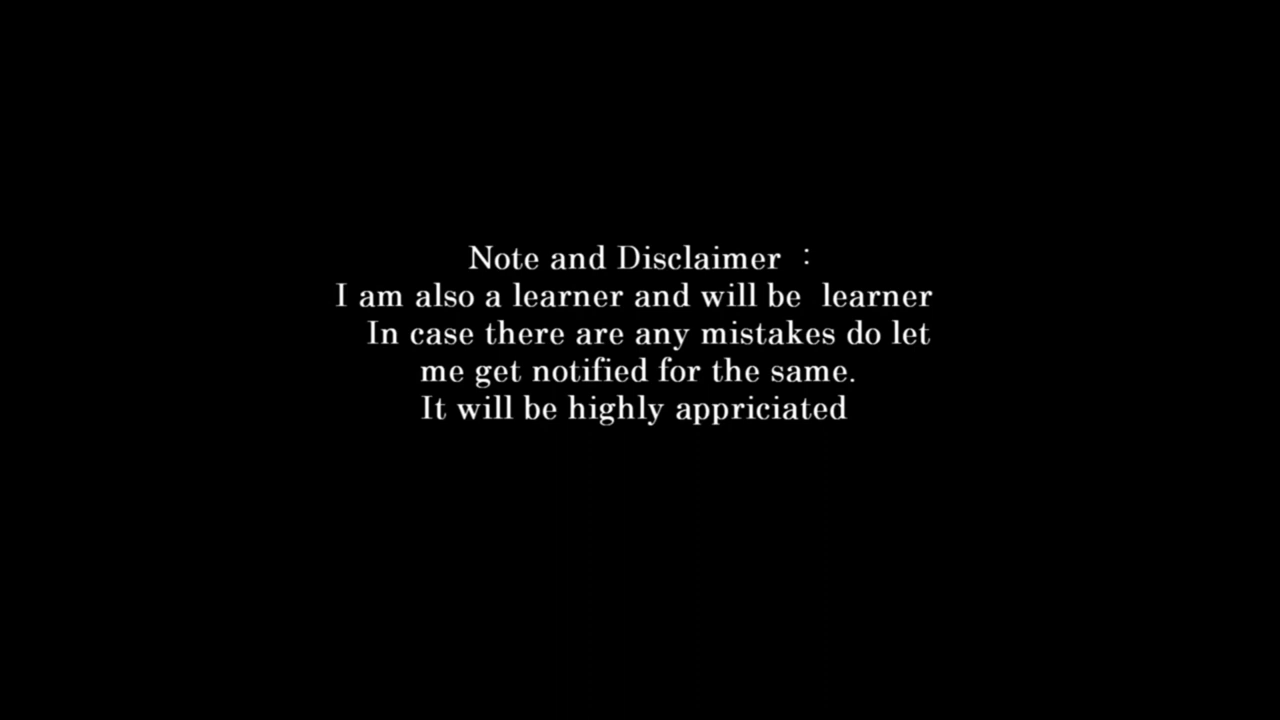 Note and Disclaimer  :
I am also a learner and will be  learner
In case there are any mistakes do let
me get notified for the same.
It will be highly appriciated